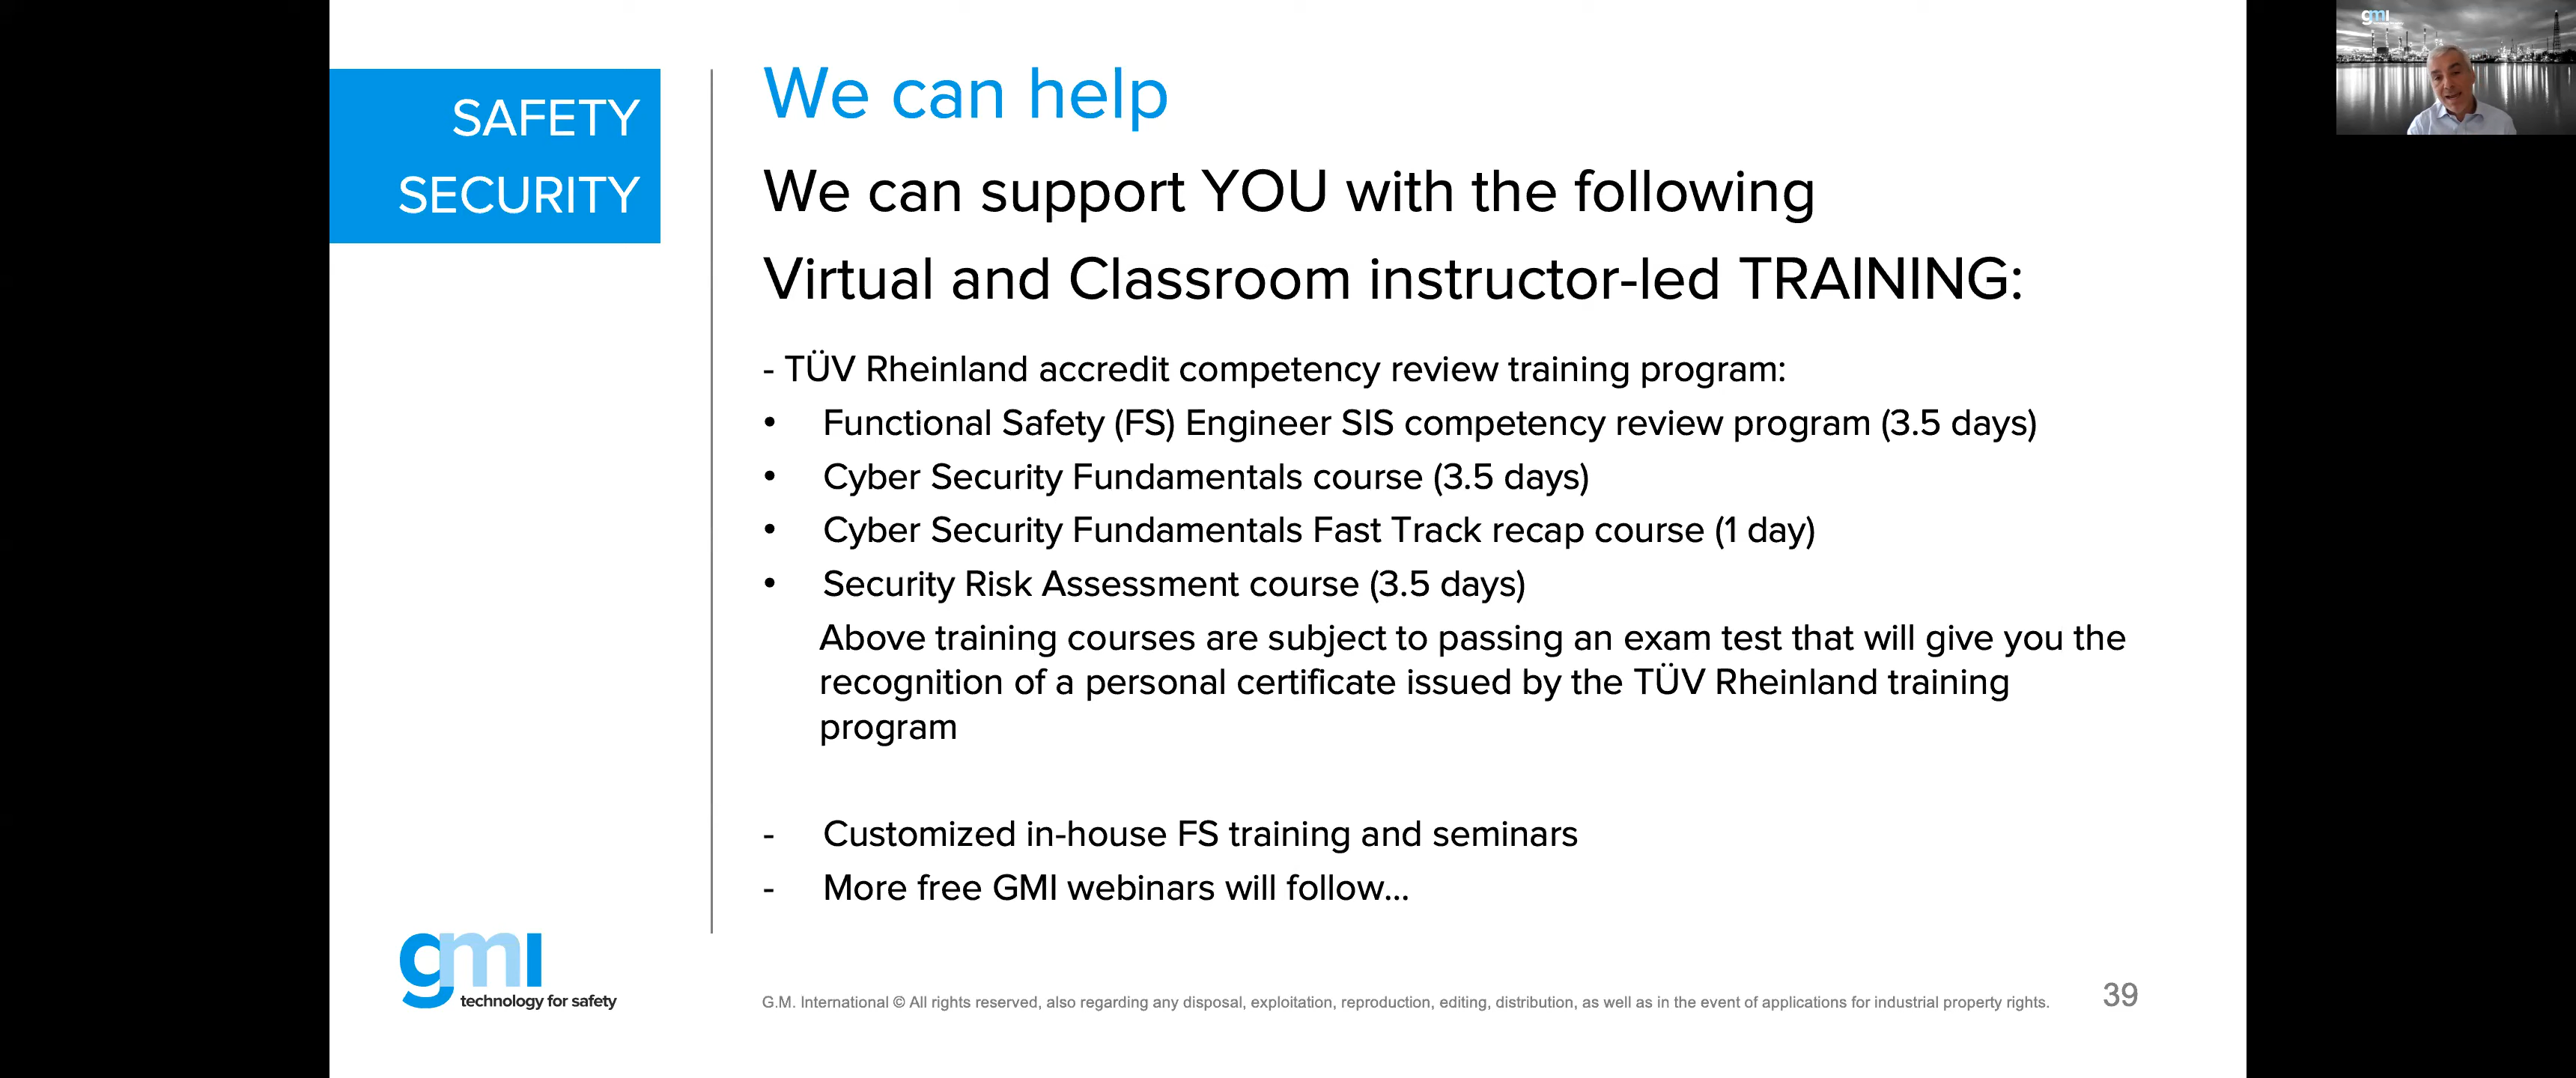 SAFETY
SECURITY
We can help
We can support YOU with the following
Virtual and Classroom instructor-led TRAINING:
- TÜV Rheinland accredit competency review training program:
• Functional Safety (FS) Engineer SIS competency review program (3.5 days)
• Cyber Security Fundamentals course (3.5 days)
• Cyber Security Fundamentals Fast Track recap course (1 day)
• Security Risk Assessment course (3.5 days)
Above training courses are subject to passing an exam test that will give you the
recognition of a personal certificate issued by the TÜV Rheinland training
program
- Customized in-house FS training and seminars
- More free GMI webinars will follow...
gmi
technology for safety
G.M. International © All rights reserved, also regarding any disposal, exploitation, reproduction, editing, distribution, as well as in the event of applications for industrial property rights.
39
gmi